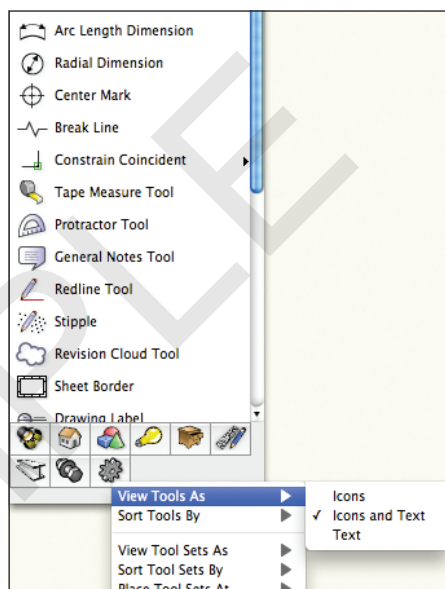 Arc Length Dimension
Radial Dimension
Center Mark
Break Line
Constrain Coincident
Tape Measure Tool
Protractor Tool
General Notes Tool
Redline Tool
Stipple
Revision Cloud Tool
Sheet Border
Drawing Label
View Tools As
Sort Tools By
View Tool Sets As
Sort Tool Sets By
Place Tool Sets At
Icons
✓ Icons and Text
Text
PLE